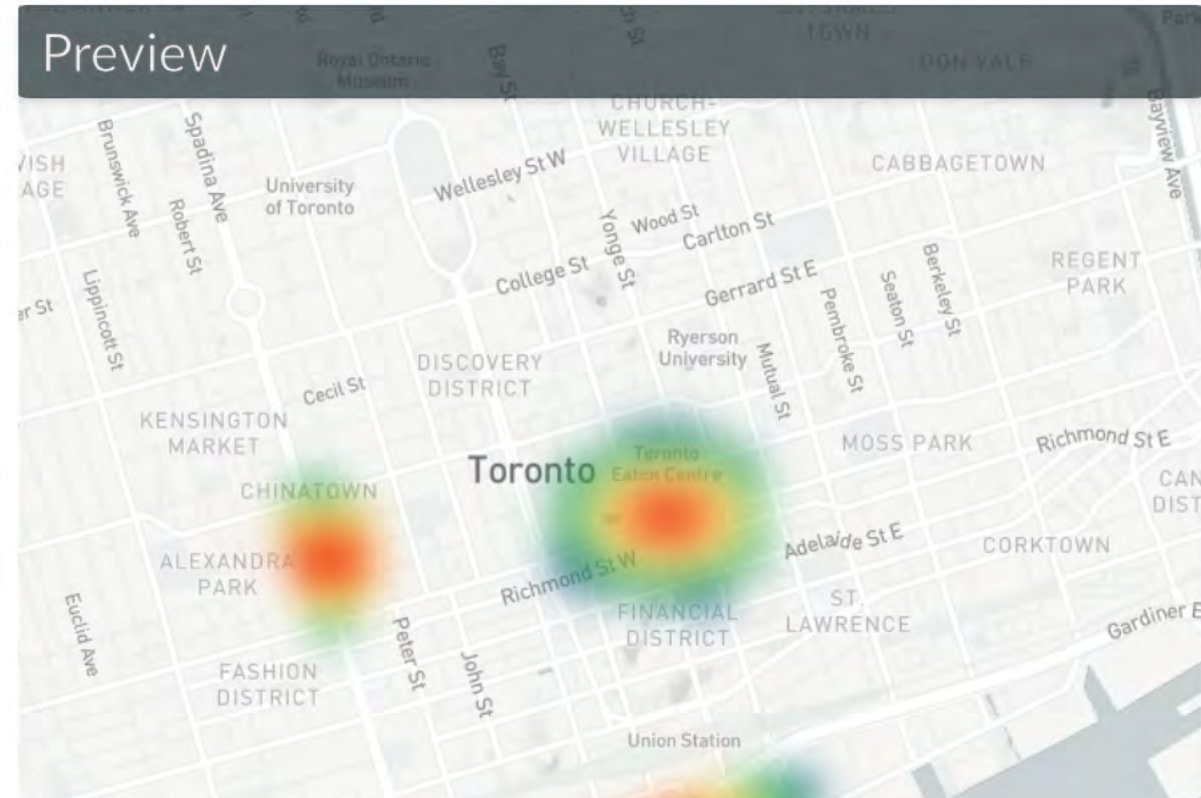 Preview
Royal Ontario
Museum
Bay St
TOWN
DON VALE
Bayview Ave
CHURCH-
WELLESLEY
VILLAGE
CABBAGETOWN
Brunswick Ave
Spadina Ave
Robert St
University
of Toronto
Wellesley St W
Wood St
Carlton St
Yonge St
College St
Gerrard St E
REGENT
PARK
Berkeley St
Seaton St
Pembroke St
Lippincott St
Ryerson
University
Mutual St
DISCOVERY
DISTRICT
Cecil St
KENSINGTON
MARKET
MOSS PARK
Richmond St E
Toronto
Toronto
Eaton Centre
CHINATOWN
CAN
DIST
Adelaide St E
CORKTOWN
ALEXANDRA
PARK
Richmond St W
FINANCIAL
DISTRICT
ST.
LAWRENCE
Gardiner E
Euclid Ave
Peter St
John St
FASHION
DISTRICT
Union Station